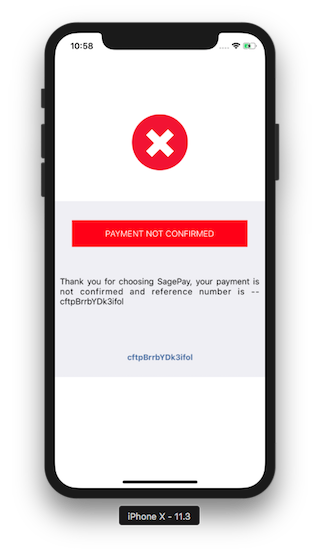 10:58
PAYMENT NOT CONFIRMED
Thank you for choosing SagePay, your payment is
not confirmed and reference number is --
cftpBrrbYDk3ifol
cftpBrrbYDk3ifol
iPhone X - 11.3